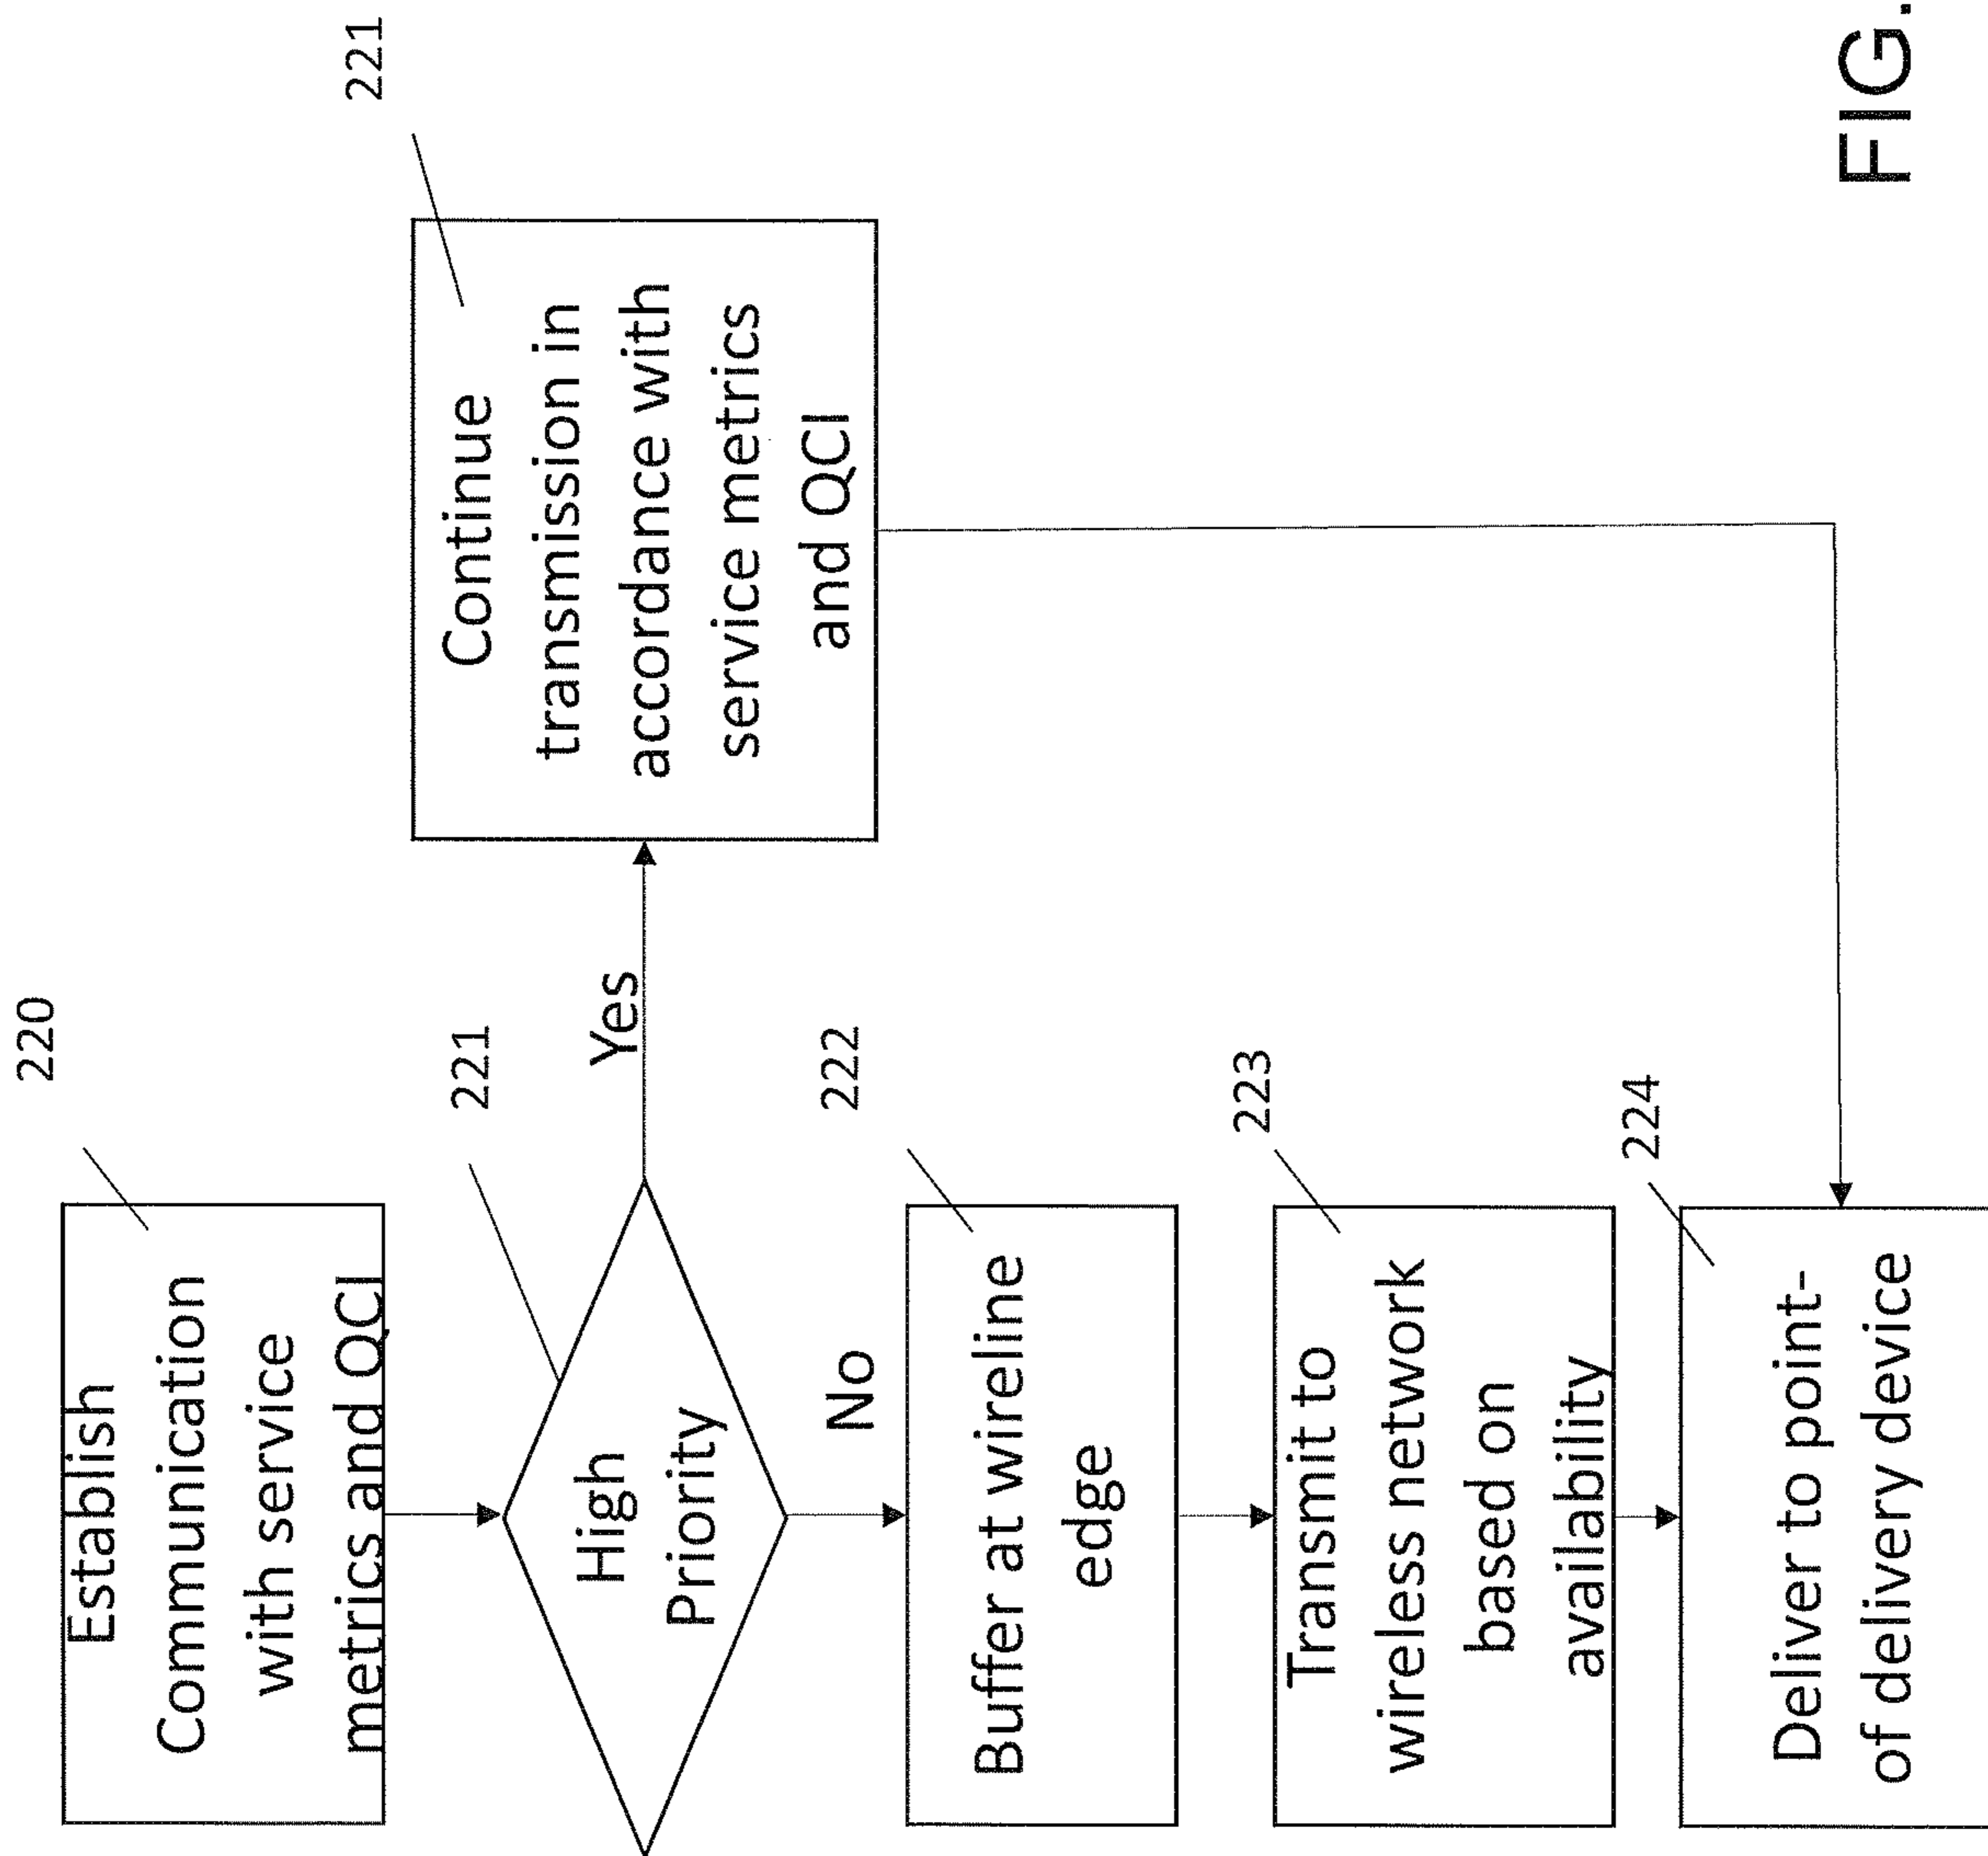 220
Establish
Communication
with service
metrics and QCI
221
High
Priority
Yes
221
Continue
transmission in
accordance with
service metrics
and QCI
No
222
Buffer at wireline
edge
223
Transmit to
wireless network
based on
availability
224
Deliver to point-
of delivery device
FIG.